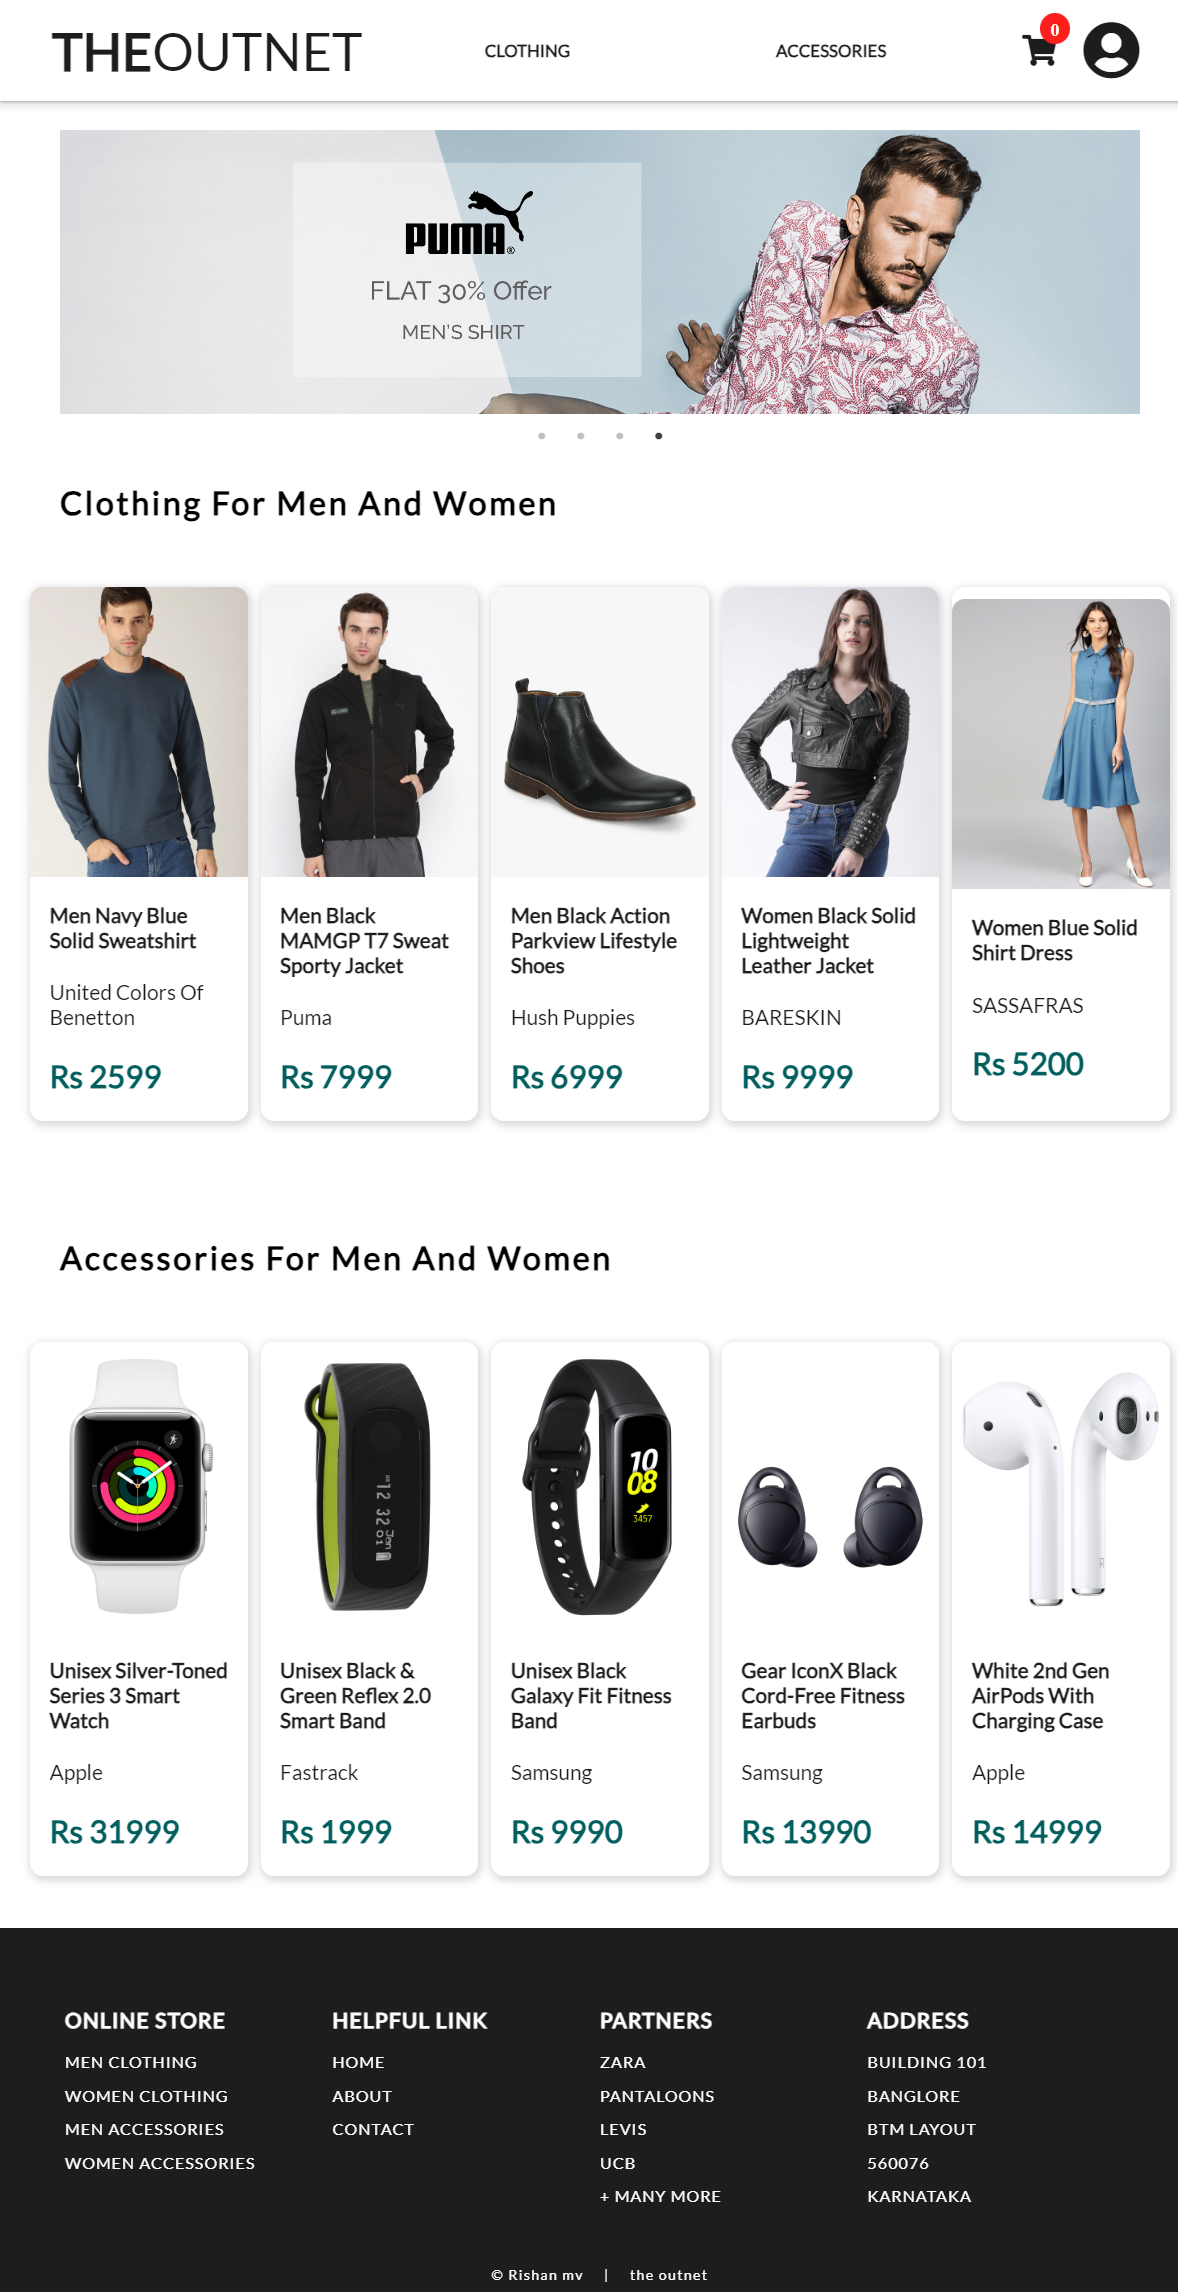 THEOUTNET
CLOTHING
ACCESSORIES
0
PUMA®
FLAT 30% Offer
MEN'S SHIRT
Clothing For Men And Women
Men Navy Blue
Solid Sweatshirt
United Colors Of
Benetton
Rs 2599
Men Black
MAMGP T7 Sweat
Sporty Jacket
Puma
Rs 7999
Men Black Action
Parkview Lifestyle
Shoes
Hush Puppies
Rs 6999
Women Black Solid
Lightweight
Leather Jacket
BARESKIN
Rs 9999
Women Blue Solid
Shirt Dress
SASSAFRAS
Rs 5200
Accessories For Men And Women
12 32
Jan
01
10
08
3457
R
Unisex Silver-Toned
Series 3 Smart
Watch
Apple
Rs 31999
Unisex Black &
Green Reflex 2.0
Smart Band
Fastrack
Rs 1999
Unisex Black
Galaxy Fit Fitness
Band
Samsung
Rs 9990
Gear IconX Black
Cord-Free Fitness
Earbuds
Samsung
Rs 13990
White 2nd Gen
AirPods With
Charging Case
Apple
Rs 14999
ONLINE STORE
MEN CLOTHING
WOMEN CLOTHING
MEN ACCESSORIES
WOMEN ACCESSORIES
HELPFUL LINK
HOME
ABOUT
CONTACT
PARTNERS
ZARA
PANTALOONS
LEVIS
UCB
+ MANY MORE
ADDRESS
BUILDING 101
BANGLORE
BTM LAYOUT
560076
KARNATAKA
© Rishan mv | the outnet